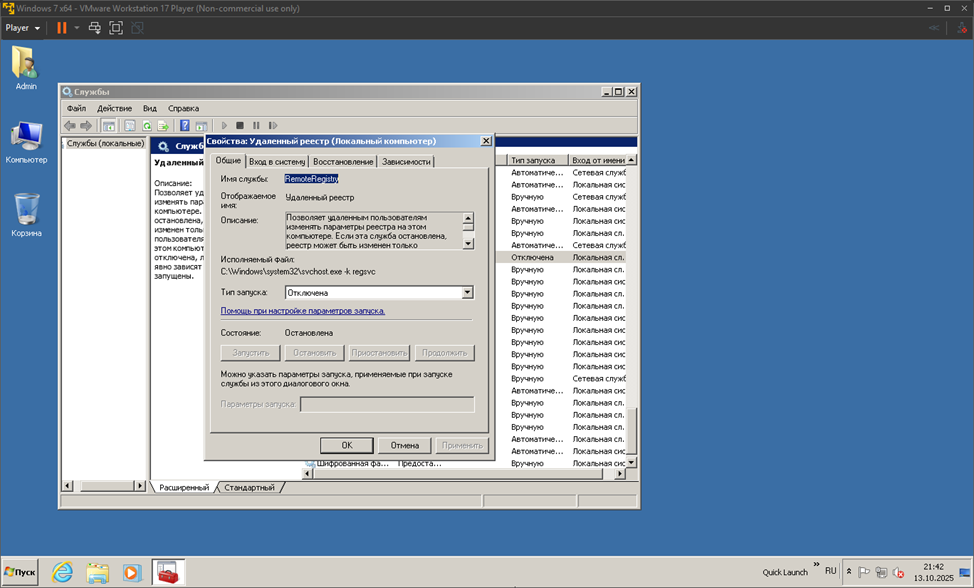 Windows 7 x64 - VMware Workstation 17 Player (Non-commercial use only)
Player
Admin
Компьютер
Корзина
Службы
Файл Действие Вид Справка
Службы (локальные)
Удаленный
Описание:
Позволяет уд
изменять пара
компьютере.
остановлена,
изменен толь
пользователя
этом компьют
отключена, л
явно зависят
запущены.
Свойства: Удаленный реестр (Локальный компьютер)
Общие Вход в систему Восстановление Зависимости
Имя службы: RemoteRegistry
Отображаемое имя: Удаленный реестр
Описание: Позволяет удаленным пользователям
изменять параметры реестра на этом
компьютере. Если эта служба остановлена,
реестр может быть изменен только
Исполняемый файл:
C:\Windows\system32\svchost.exe -k regsvc
Тип запуска: Отключена
Помощь при настройке параметров запуска.
Состояние: Остановлена
Запустить Остановить Приостановить Продолжить
Можно указать параметры запуска, применяемые при запуске
службы из этого диалогового окна.
Параметры запуска:
OK Отмена Применить
Тип запуска Вход от имени
Автоматиче... Сетевая служб
Автоматиче... Локальная сис
Вручную Сетевая служб
Автоматиче... Локальная сис
Вручную Локальная сис
Вручную Локальная сл.
Автоматиче... Сетевая служб
Отключена Локальная сл.
Вручную Локальная сл.
Вручную Локальная сис
Вручную Локальная сис
Вручную Локальная сл.
Вручную Локальная сис
Вручную Локальная сис
Вручную Локальная сис
Вручную Локальная сис
Вручную Локальная сис
Вручную Сетевая служб
Автоматиче... Локальная сис
Вручную Локальная сл.
Вручную Локальная сл.
Вручную Локальная сл.
Автоматиче... Локальная сис
Автоматиче... Локальная сис
Шифрованная фа... Предоста... Вручную Локальная сис
Расширенный Стандартный
Пуск
Quick Launch
RU
21:42
13.10.2025